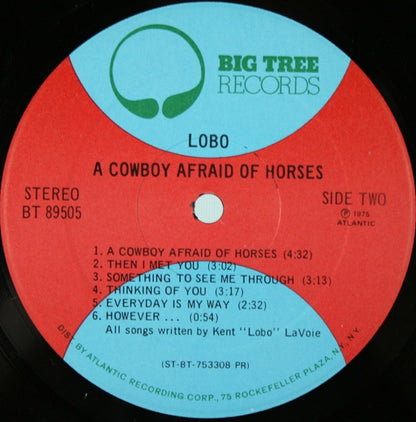 BIG TREE
RECORDS
LOBO
A COWBOY AFRAID OF HORSES
STEREO
BT 89505
SIDE TWO
Ⓟ 1975
ATLANTIC
1. A COWBOY AFRAID OF HORSES (4:32)
2. THEN I MET YOU (3:02)
3. SOMETHING TO SEE ME THROUGH (3:13)
4. THINKING OF YOU (3:17)
5. EVERYDAY IS MY WAY (2:32)
6. HOWEVER ... (0:54)
All songs written by Kent "Lobo" LaVoie
(ST-BT-753308 PR)
DIST. BY ATLANTIC RECORDING CORP., 75 ROCKEFELLER PLAZA, N.Y., N.Y.